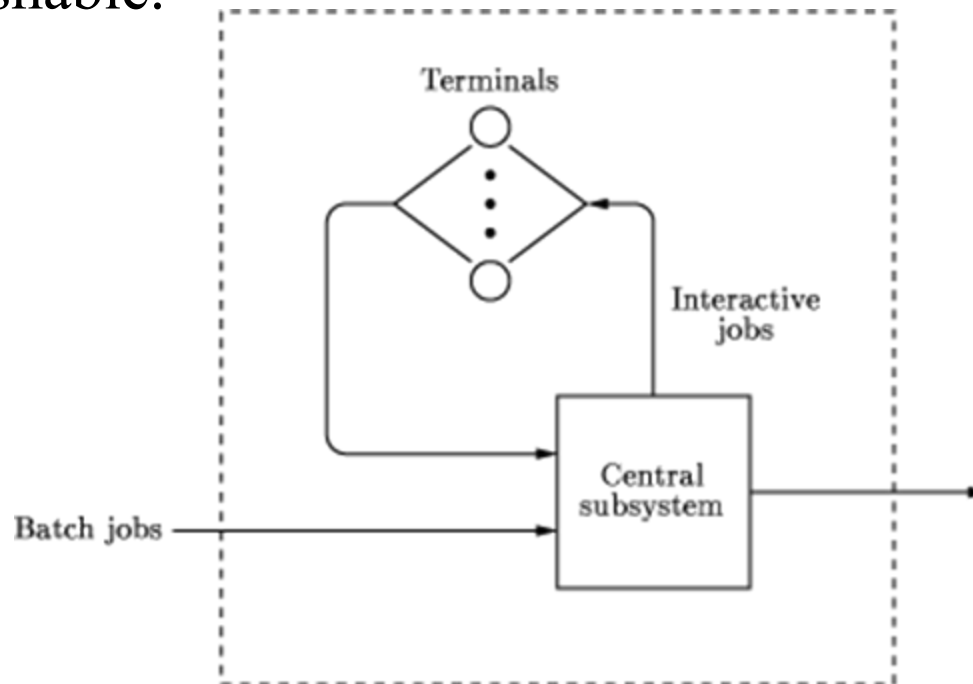 Terminals
Interactive
jobs
Central
subsystem
Batch jobs